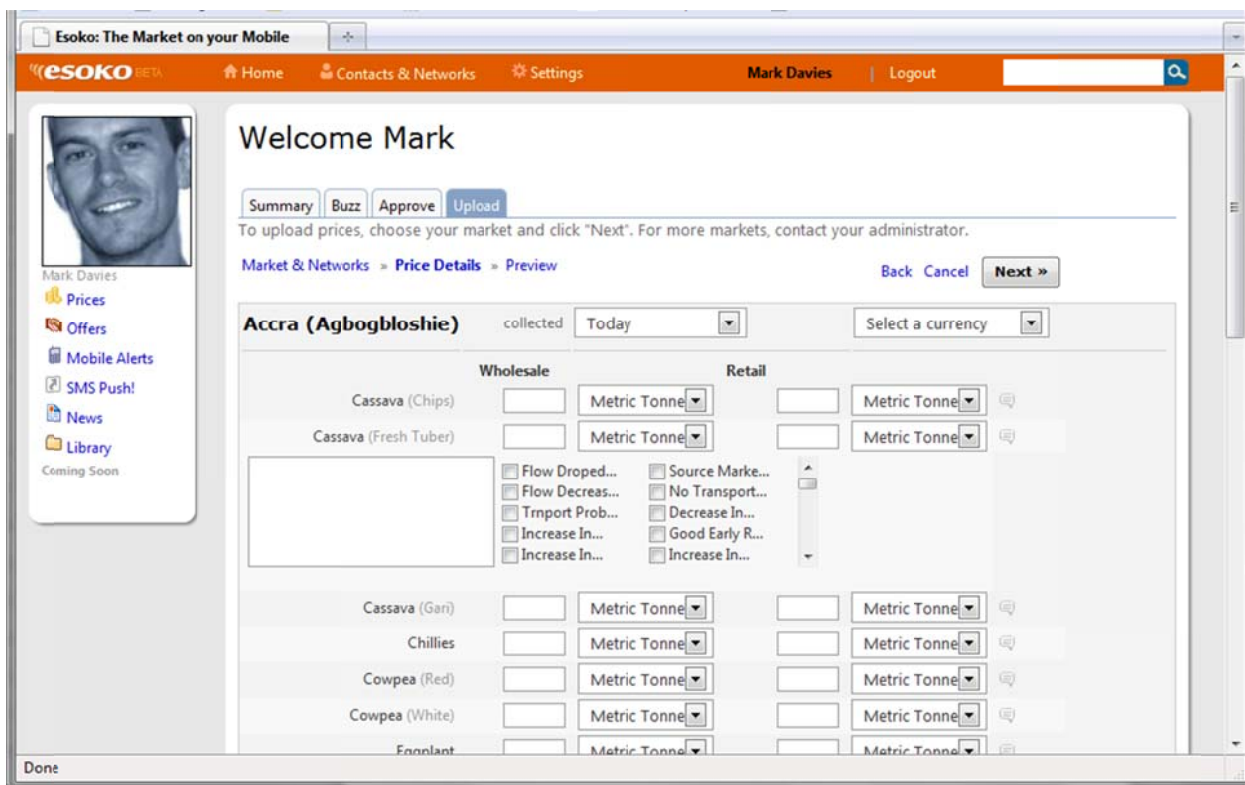 Esoko: The Market on your Mobile
esoko BETA Home Contacts & Networks Settings Mark Davies | Logout
Welcome Mark
Summary Buzz Approve Upload
To upload prices, choose your market and click "Next". For more markets, contact your administrator.
Mark Davies
Prices
Offers
Mobile Alerts
SMS Push!
News
Library
Coming Soon
Market & Networks » Price Details » Preview Back Cancel Next »
Accra (Agbogbloshie) collected Today Select a currency
Wholesale Retail
Cassava (Chips) Metric Tonne Metric Tonne
Cassava (Fresh Tuber) Metric Tonne Metric Tonne
Flow Droped... Source Marke...
Flow Decreas... No Transport...
Trnport Prob... Decrease In...
Increase In... Good Early R...
Increase In... Increase In...
Cassava (Gari) Metric Tonne Metric Tonne
Chillies Metric Tonne Metric Tonne
Cowpea (Red) Metric Tonne Metric Tonne
Cowpea (White) Metric Tonne Metric Tonne
Eggplant Metric Tonne Metric Tonne
Done